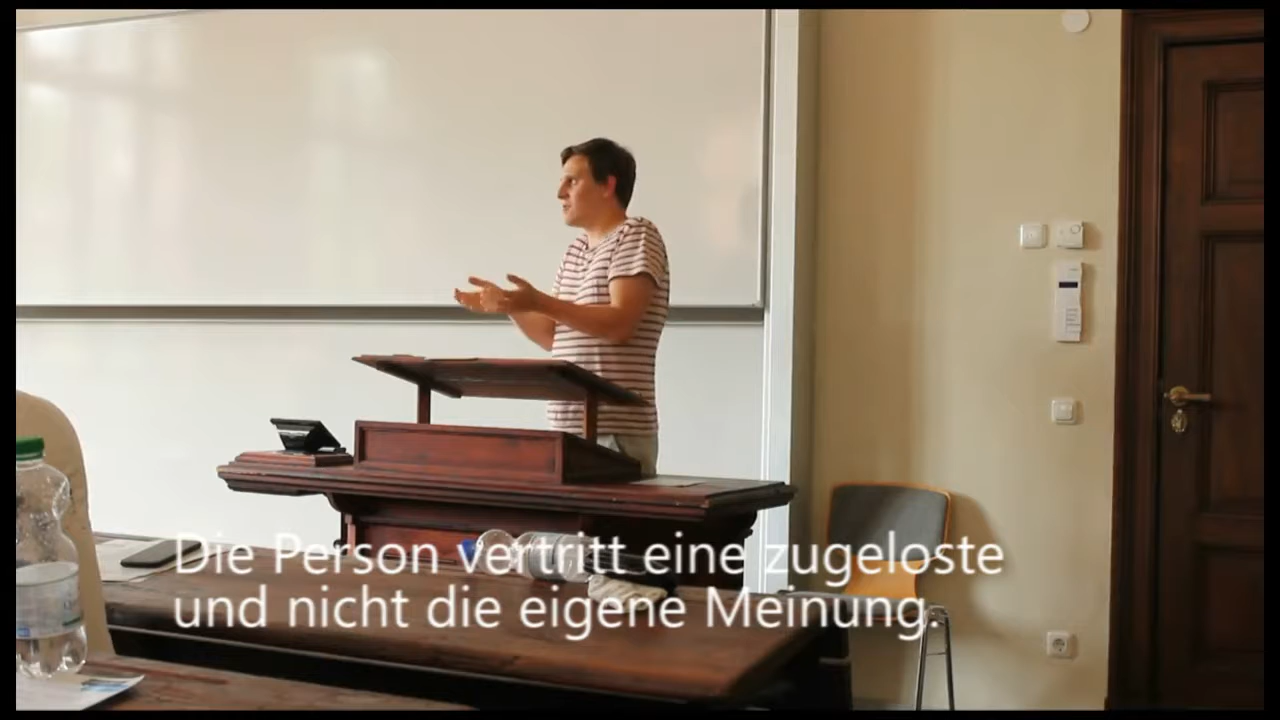 Die Person vertritt eine zugeloste
und nicht die eigene Meinung.